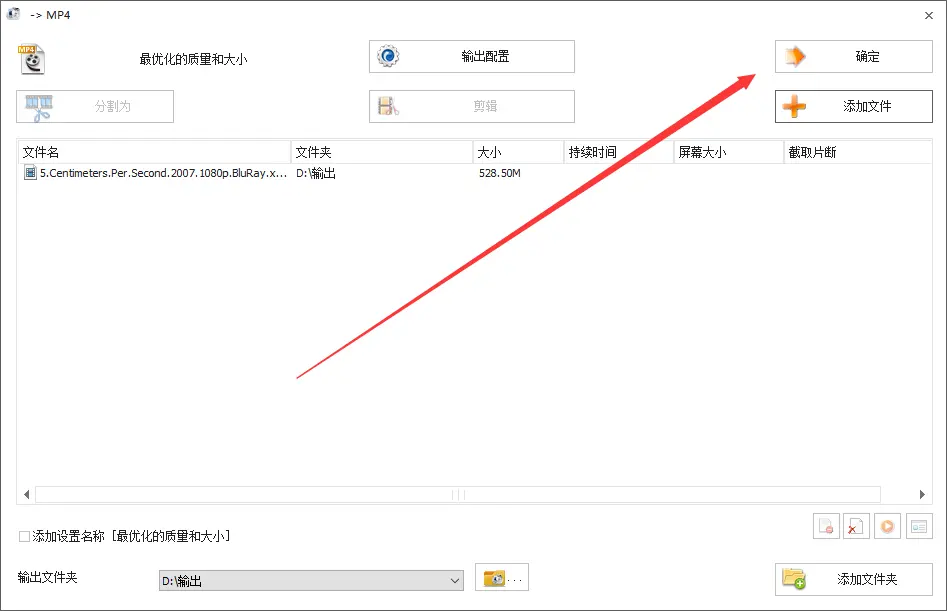 -> MP4
MP4
最优化的质量和大小
输出配置
确定
分割为
剪辑
添加文件
文件名 文件夹 大小 持续时间 屏幕大小 截取片断
5.Centimeters.Per.Second.2007.1080p.BluRay.x... D:\输出 528.50M
添加设置名称 [最优化的质量和大小]
输出文件夹
D:\输出
...
添加文件夹